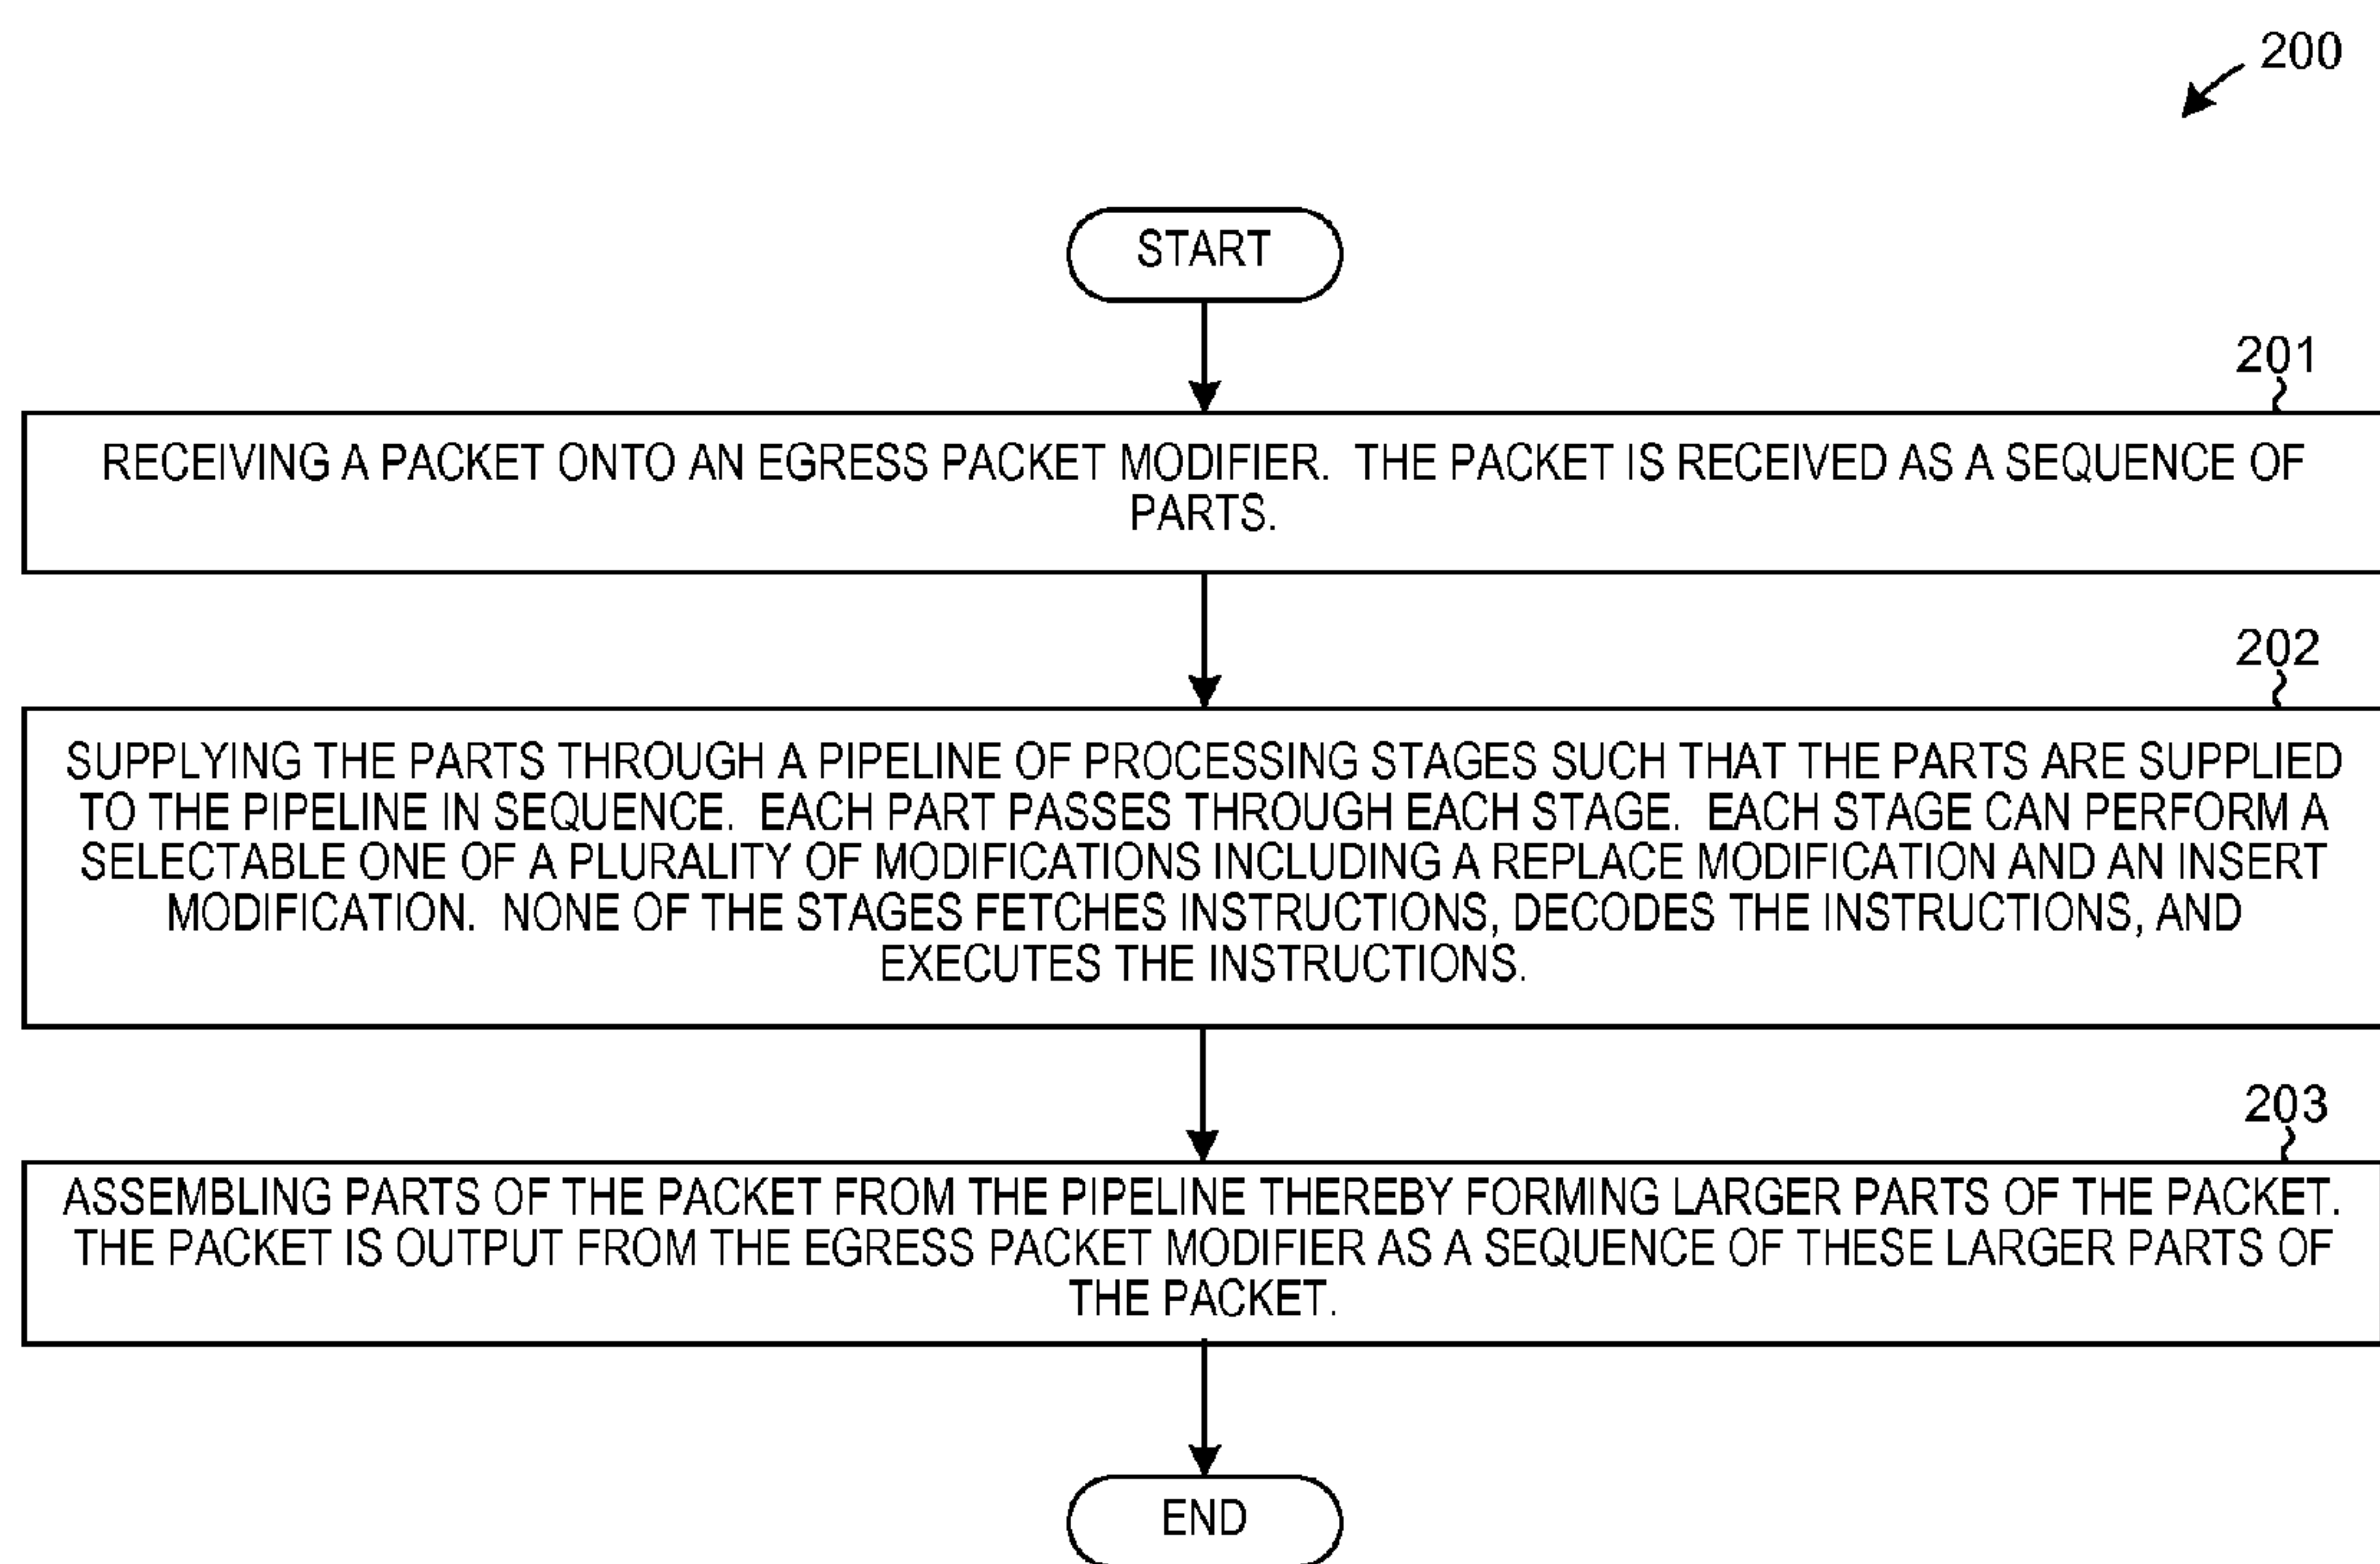 200
START
201
RECEIVING A PACKET ONTO AN EGRESS PACKET MODIFIER. THE PACKET IS RECEIVED AS A SEQUENCE OF
PARTS.
202
SUPPLYING THE PARTS THROUGH A PIPELINE OF PROCESSING STAGES SUCH THAT THE PARTS ARE SUPPLIED
TO THE PIPELINE IN SEQUENCE. EACH PART PASSES THROUGH EACH STAGE. EACH STAGE CAN PERFORM A
SELECTABLE ONE OF A PLURALITY OF MODIFICATIONS INCLUDING A REPLACE MODIFICATION AND AN INSERT
MODIFICATION. NONE OF THE STAGES FETCHES INSTRUCTIONS, DECODES THE INSTRUCTIONS, AND
EXECUTES THE INSTRUCTIONS.
203
ASSEMBLING PARTS OF THE PACKET FROM THE PIPELINE THEREBY FORMING LARGER PARTS OF THE PACKET.
THE PACKET IS OUTPUT FROM THE EGRESS PACKET MODIFIER AS A SEQUENCE OF THESE LARGER PARTS OF
THE PACKET.
END